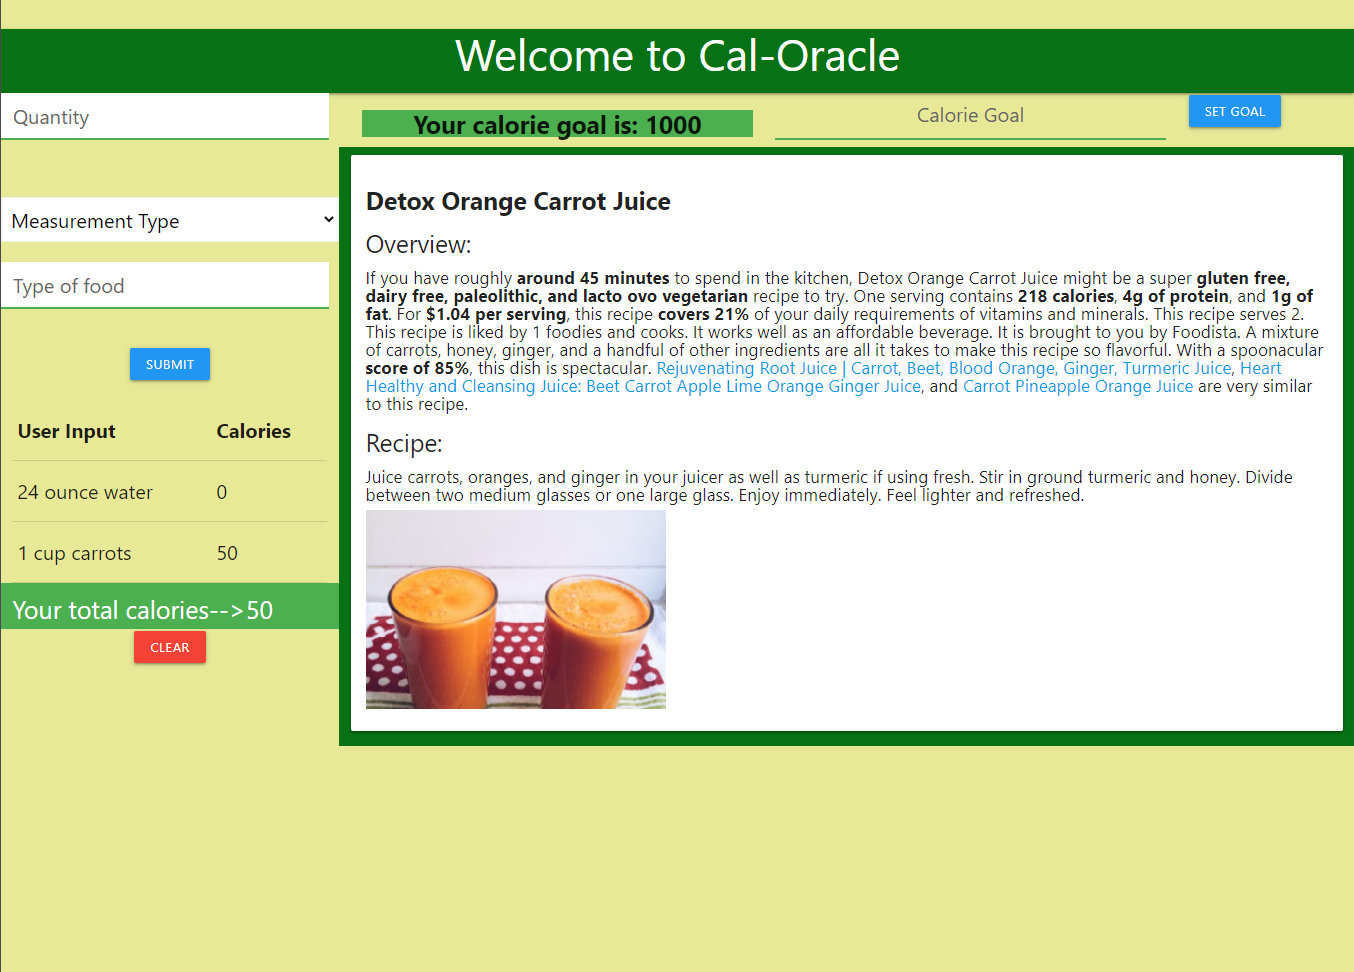 Welcome to Cal-Oracle
Quantity
Your calorie goal is: 1000
Calorie Goal
SET GOAL
Measurement Type
Type of food
SUBMIT
User Input Calories
24 ounce water 0
1 cup carrots 50
Your total calories-->50
CLEAR
Detox Orange Carrot Juice
Overview:
If you have roughly around 45 minutes to spend in the kitchen, Detox Orange Carrot Juice might be a super gluten free,
dairy free, paleolithic, and lacto ovo vegetarian recipe to try. One serving contains 218 calories, 4g of protein, and 1g of
fat. For $1.04 per serving, this recipe covers 21% of your daily requirements of vitamins and minerals. This recipe serves 2.
This recipe is liked by 1 foodies and cooks. It works well as an affordable beverage. It is brought to you by Foodista. A mixture
of carrots, honey, ginger, and a handful of other ingredients are all it takes to make this recipe so flavorful. With a spoonacular
score of 85%, this dish is spectacular. Rejuvenating Root Juice | Carrot, Beet, Blood Orange, Ginger, Turmeric Juice, Heart
Healthy and Cleansing Juice: Beet Carrot Apple Lime Orange Ginger Juice, and Carrot Pineapple Orange Juice are very similar
to this recipe.
Recipe:
Juice carrots, oranges, and ginger in your juicer as well as turmeric if using fresh. Stir in ground turmeric and honey. Divide
between two medium glasses or one large glass. Enjoy immediately. Feel lighter and refreshed.